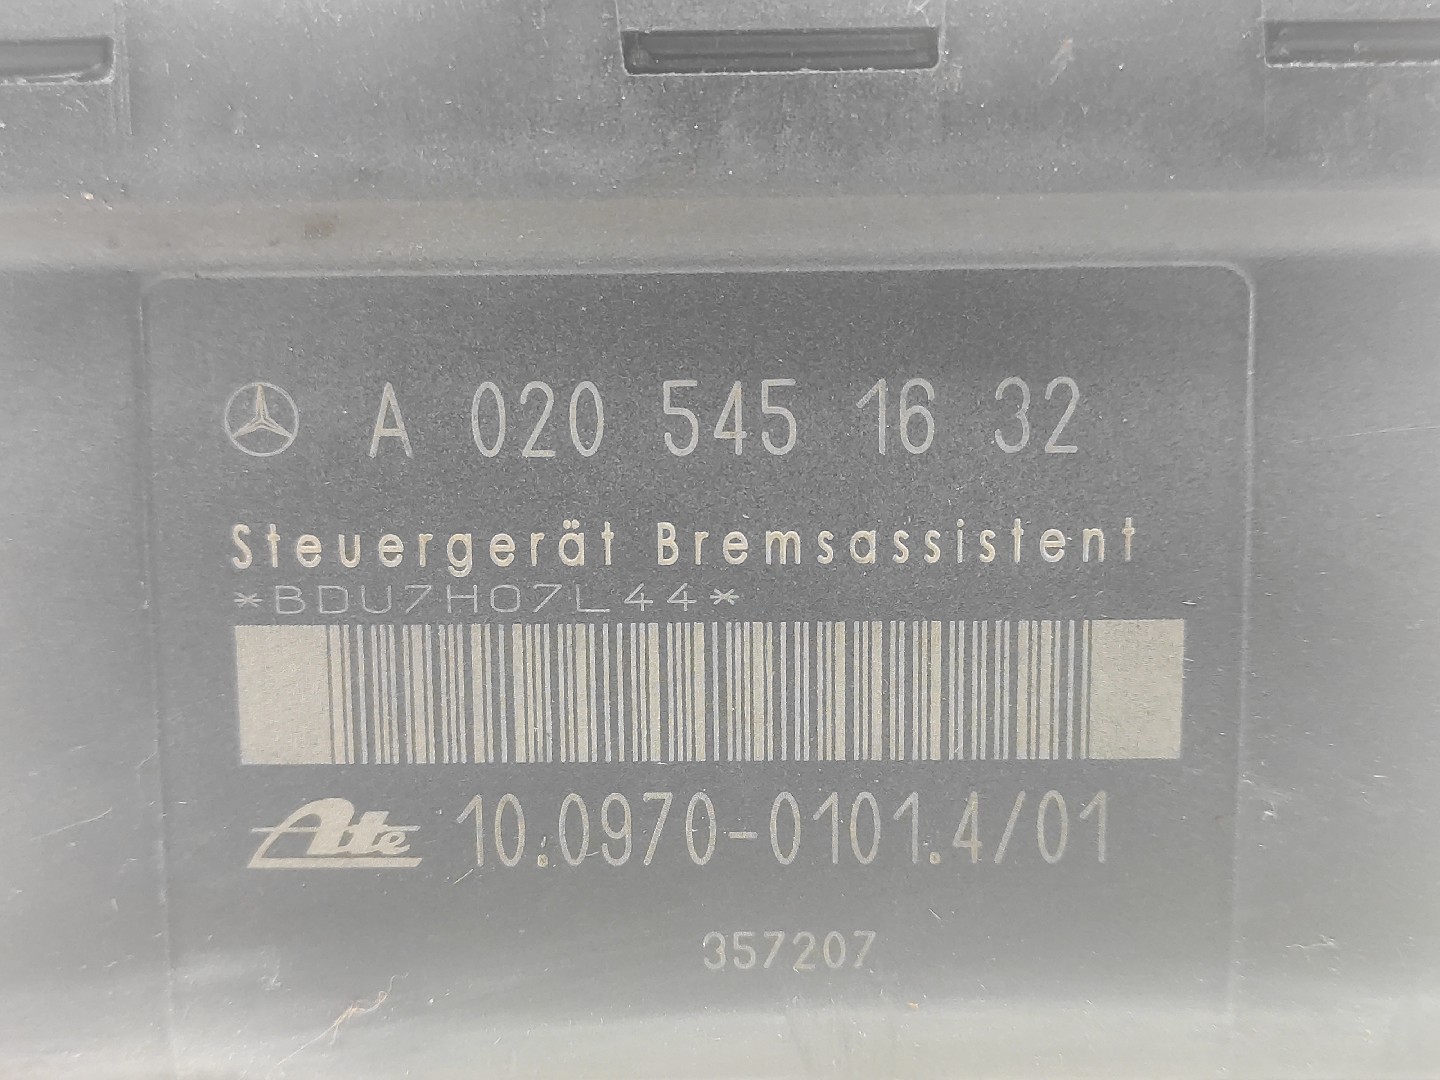 A 020 545 16 32
Steuergerät Bremsassistent
*BDU7H07L44*
Ate 10.0970-0101.4/01
357207